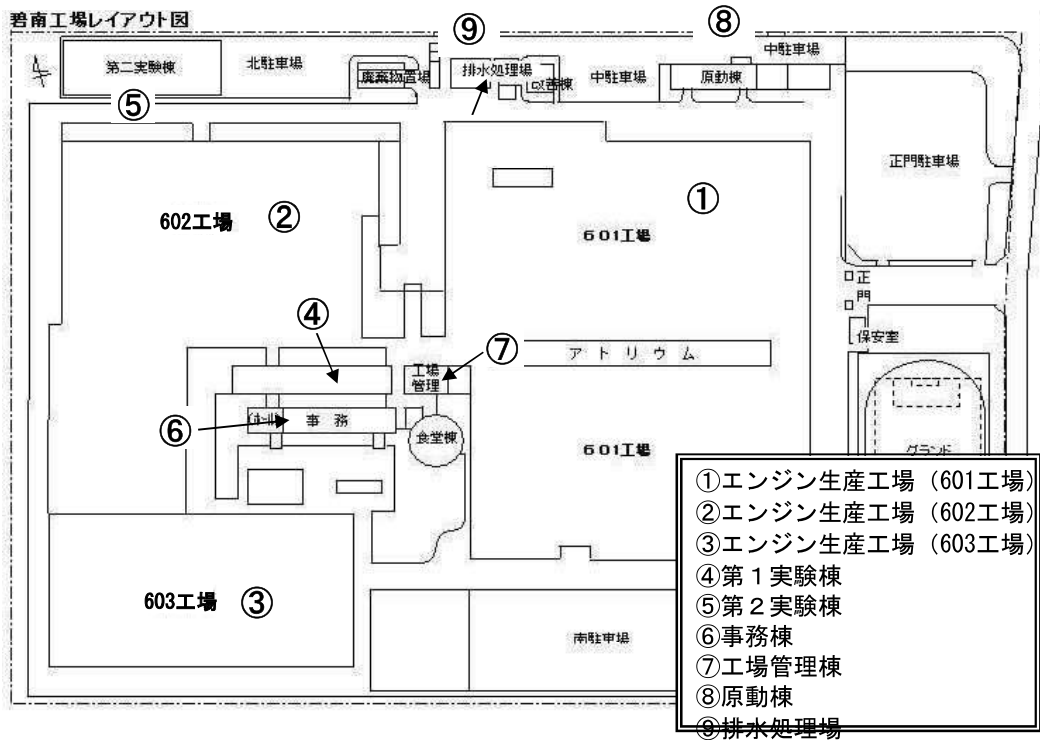 碧南工場レイアウト図
⑨
⑧
第二実験棟
北駐車場
廃棄物置場
排水処理場
改善棟
中駐車場
原動棟
中駐車場
⑤
正門駐車場
602工場
②
①
601工場
正
門
保安室
④
⑦
アトリウム
工場
管理
⑥
事務
食堂棟
601工場
グランド
603工場
③
南駐車場
①エンジン生産工場（601工場）
②エンジン生産工場（602工場）
③エンジン生産工場（603工場）
④第１実験棟
⑤第２実験棟
⑥事務棟
⑦工場管理棟
⑧原動棟
⑨排水処理場